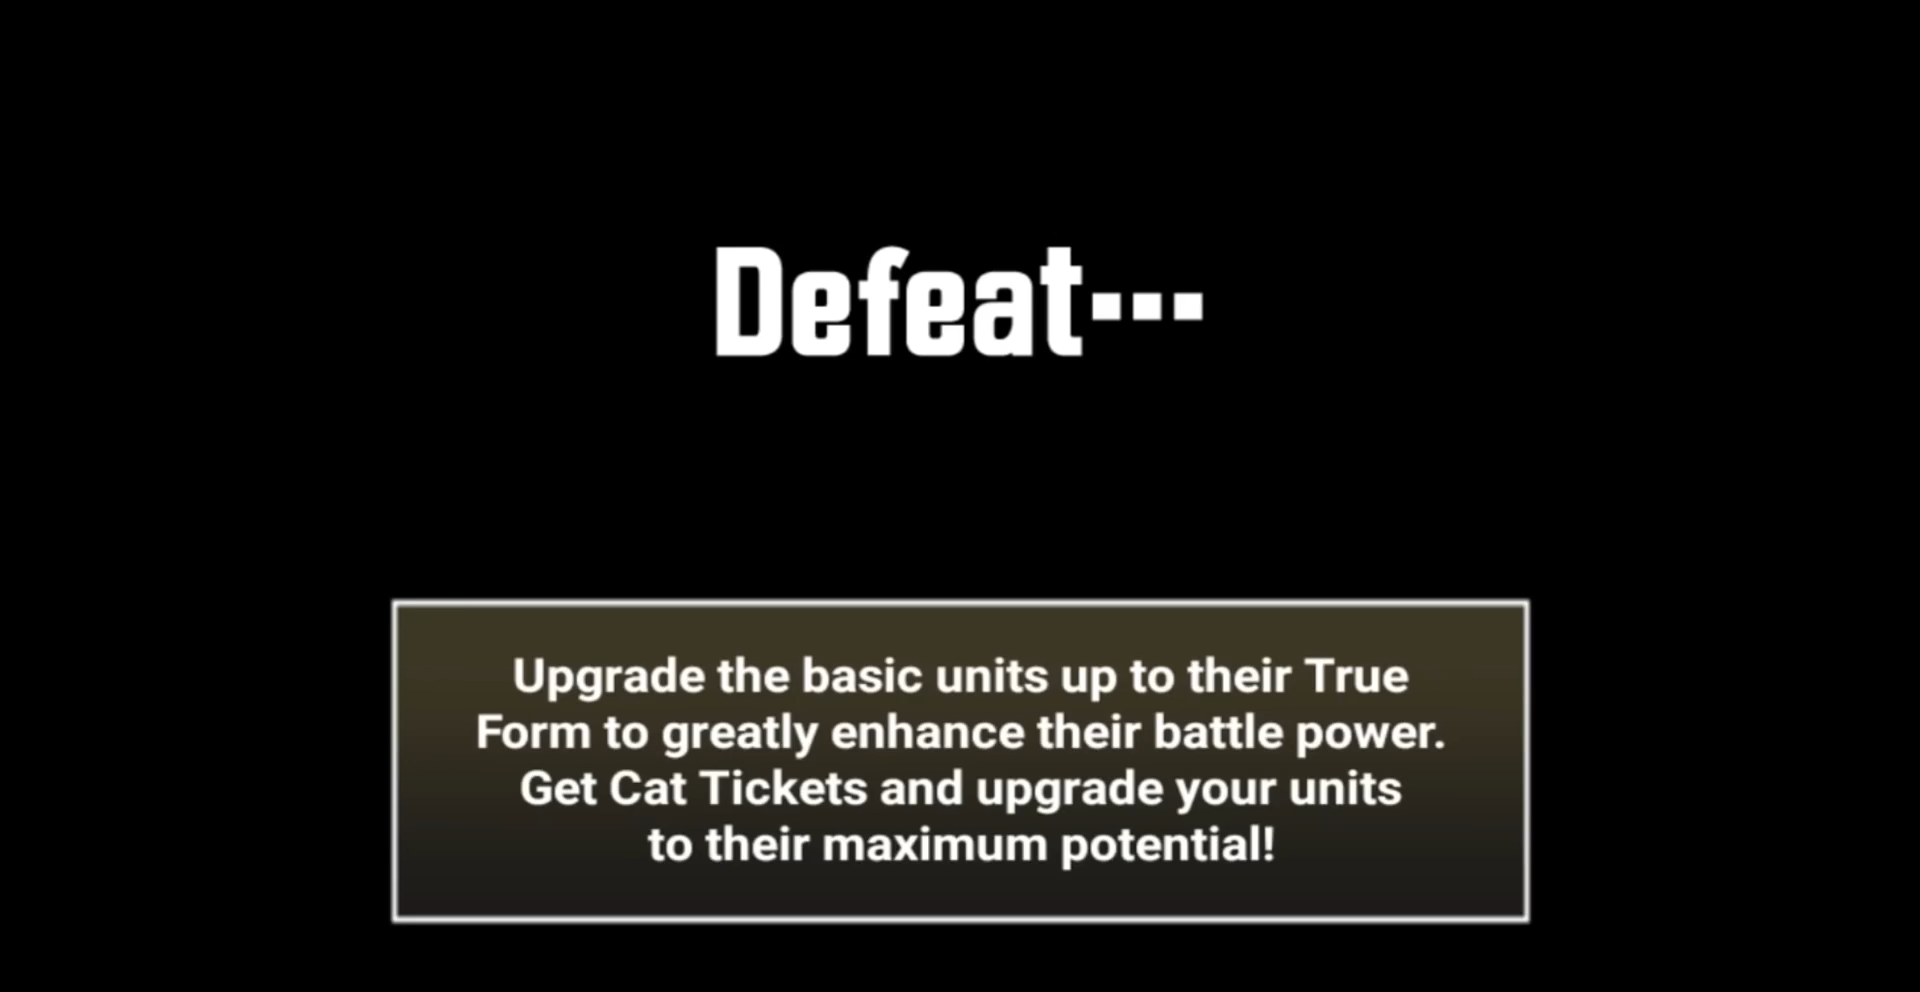 Defeat···
Upgrade the basic units up to their True
Form to greatly enhance their battle power.
Get Cat Tickets and upgrade your units
to their maximum potential!